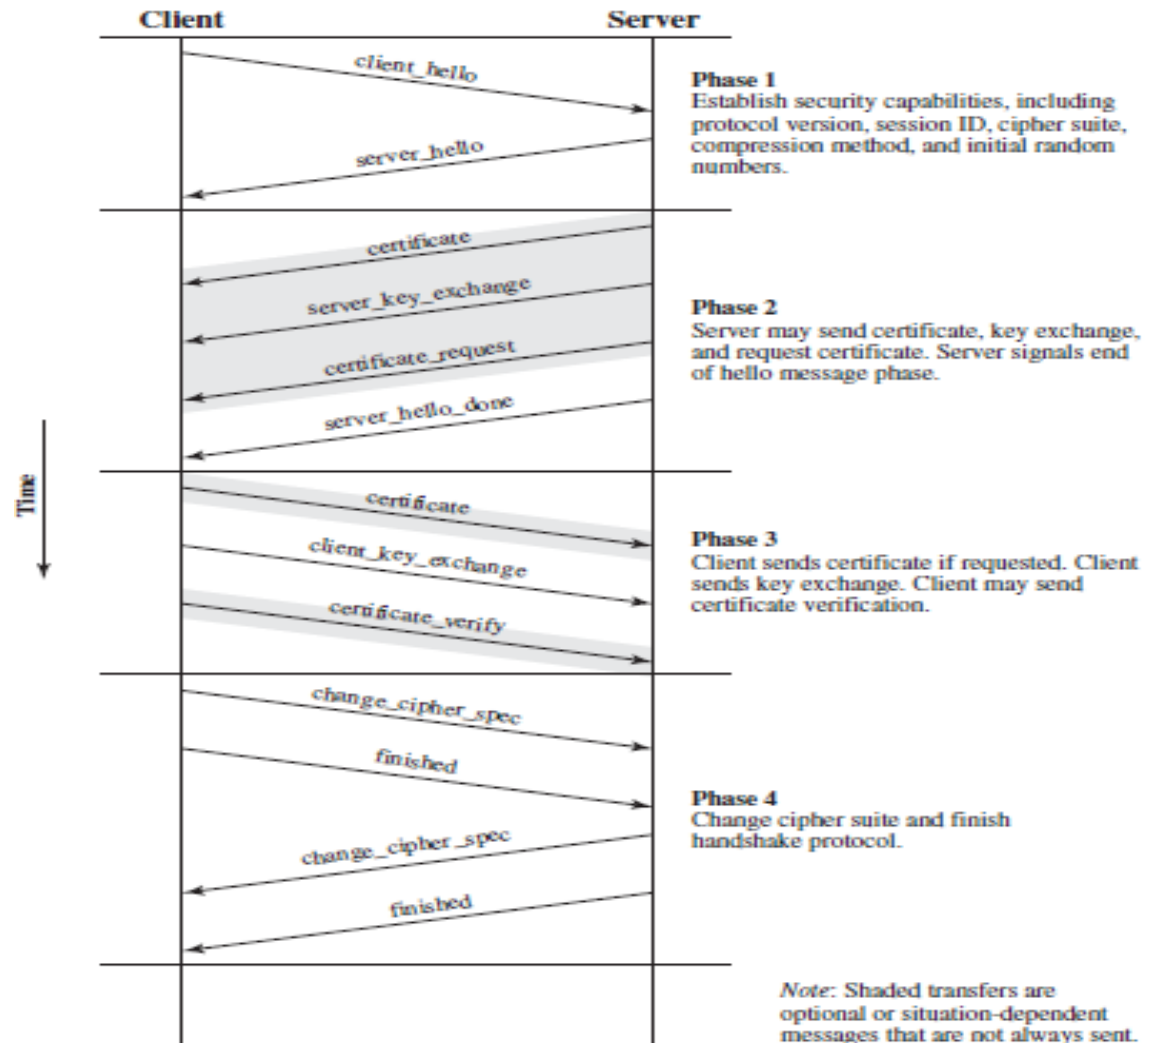 Client Server
client_hello
Phase 1
Establish security capabilities, including
protocol version, session ID, cipher suite,
compression method, and initial random
numbers.
server_hello
certificate
server_key_exchange
certificate_request
server_hello_done
Phase 2
Server may send certificate, key exchange,
and request certificate. Server signals end
of hello message phase.
Time
certificate
client_key_exchange
certificate_verify
Phase 3
Client sends certificate if requested. Client
sends key exchange. Client may send
certificate verification.
change_cipher_spec
finished
change_cipher_spec
finished
Phase 4
Change cipher suite and finish
handshake protocol.
Note: Shaded transfers are
optional or situation-dependent
messages that are not always sent.